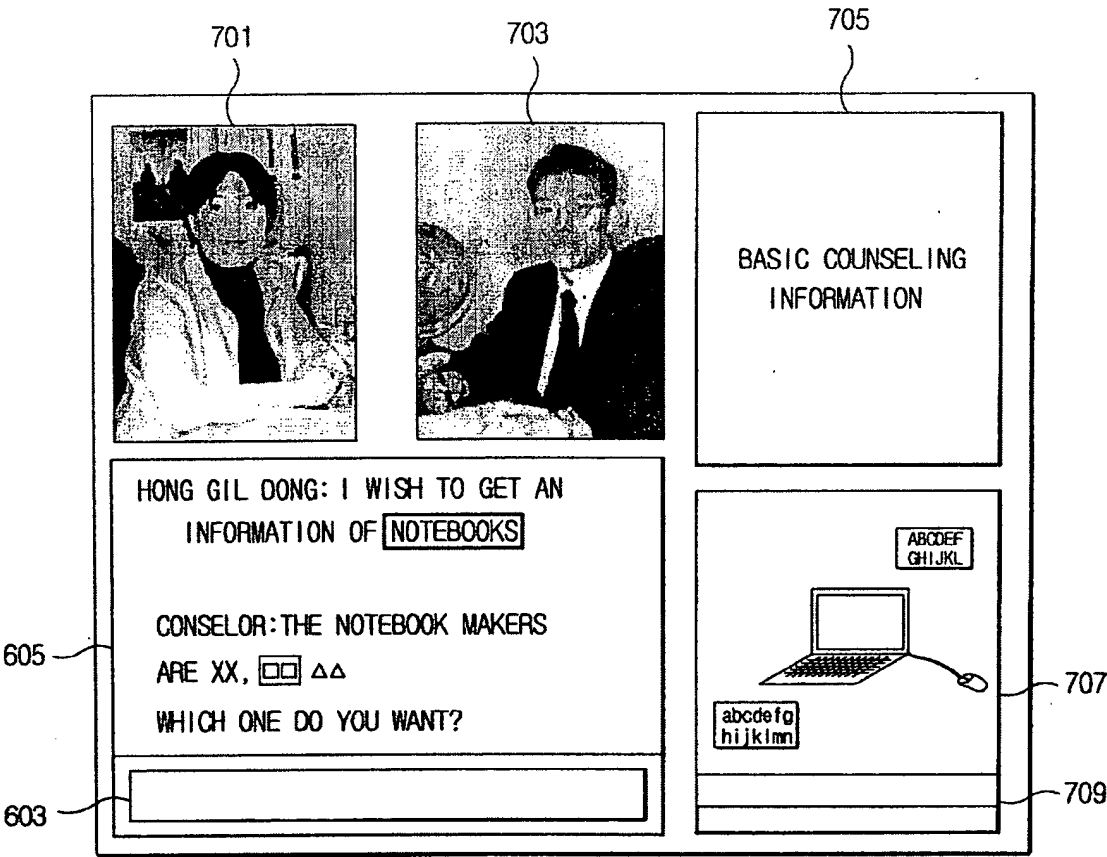 701
703
705
BASIC COUNSELING
INFORMATION
HONG GIL DONG: I WISH TO GET AN
INFORMATION OF NOTEBOOKS
CONSELOR:THE NOTEBOOK MAKERS
ARE XX, □□ △△
WHICH ONE DO YOU WANT?
605
603
ABCDEF
GHIJKL
abcdefg
hijklmn
707
709